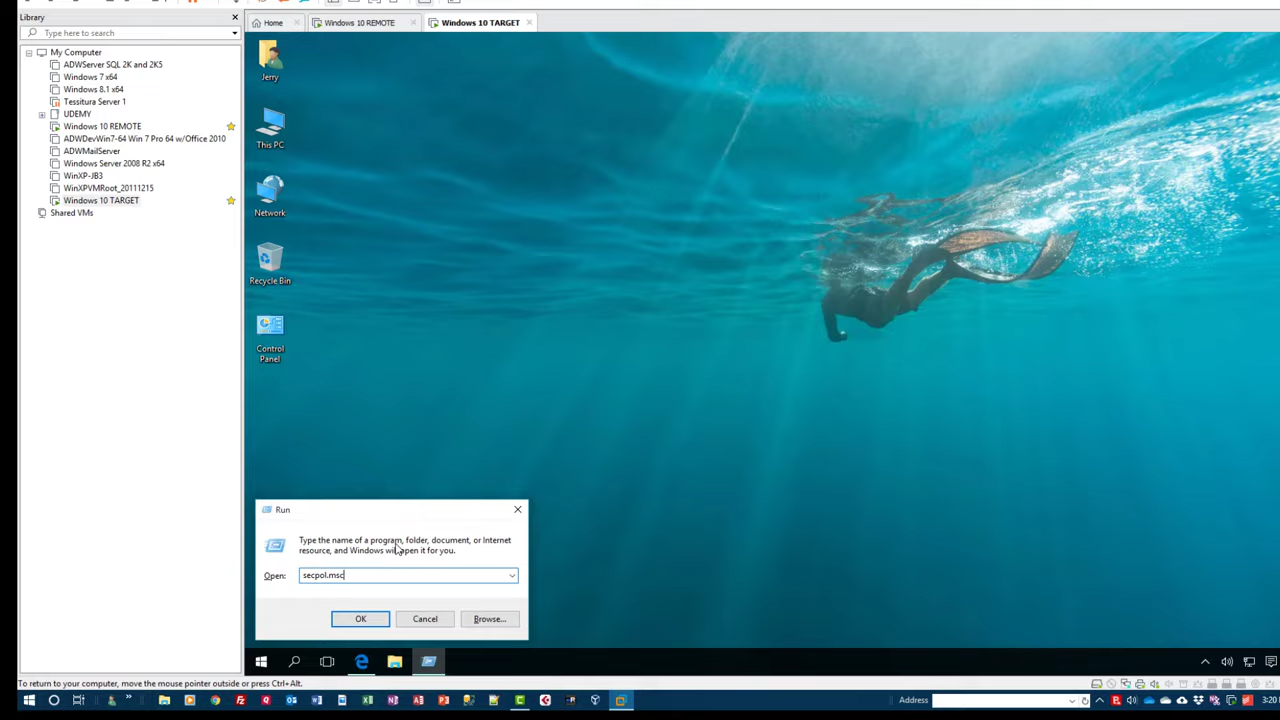 Library
Type here to search
My Computer
ADWServer SQL 2K and 2K5
Windows 7 x64
Windows 8.1 x64
Tessitura Server 1
UDEMY
Windows 10 REMOTE
ADWDevWin7-64 Win 7 Pro 64 w/Office 2010
ADWMailServer
Windows Server 2008 R2 x64
WinXP-JB3
WinXPVMRoot_20111215
Windows 10 TARGET
Shared VMs
Home
Windows 10 REMOTE
Windows 10 TARGET
Jerry
This PC
Network
Recycle Bin
Control
Panel
Run
Type the name of a program, folder, document, or Internet
resource, and Windows will open it for you.
Open: secpol.msc
OK Cancel Browse...
To return to your computer, move the mouse pointer outside or press Ctrl+Alt.
Address
3:20